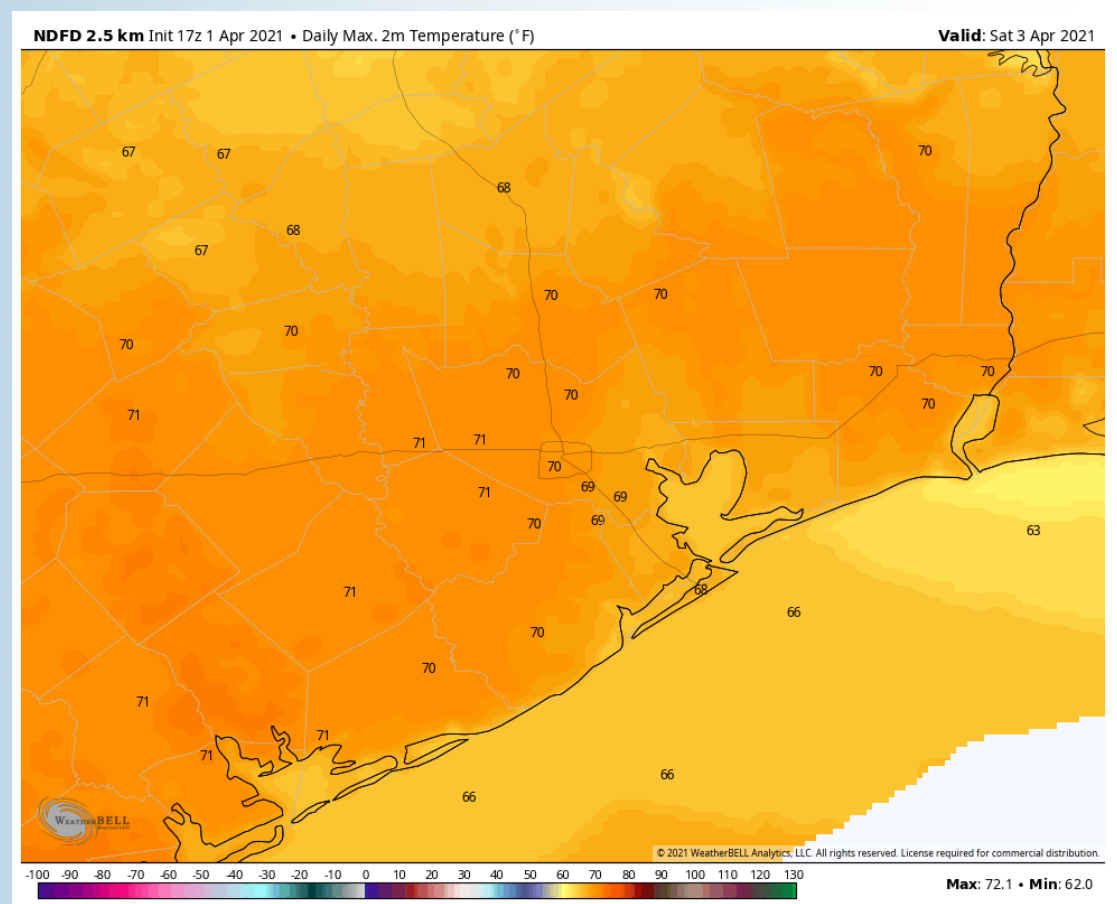 NDFD 2.5 km Init 17z 1 Apr 2021 • Daily Max. 2m Temperature (°F)
Valid: Sat 3 Apr 2021
67 67 70
68
68
67
70 70
70
70
70 70 70
70 70
71
71 71
70
69
71 69
70 69
63
71 68
66
70
70
71
71
71
66
66
WEATHERBELL
© 2021 WeatherBELL Analytics, LLC. All rights reserved. License required for commercial distribution.
-100 -90 -80 -70 -60 -50 -40 -30 -20 -10 0 10 20 30 40 50 60 70 80 90 100 110 120 130
Max: 72.1 • Min: 62.0